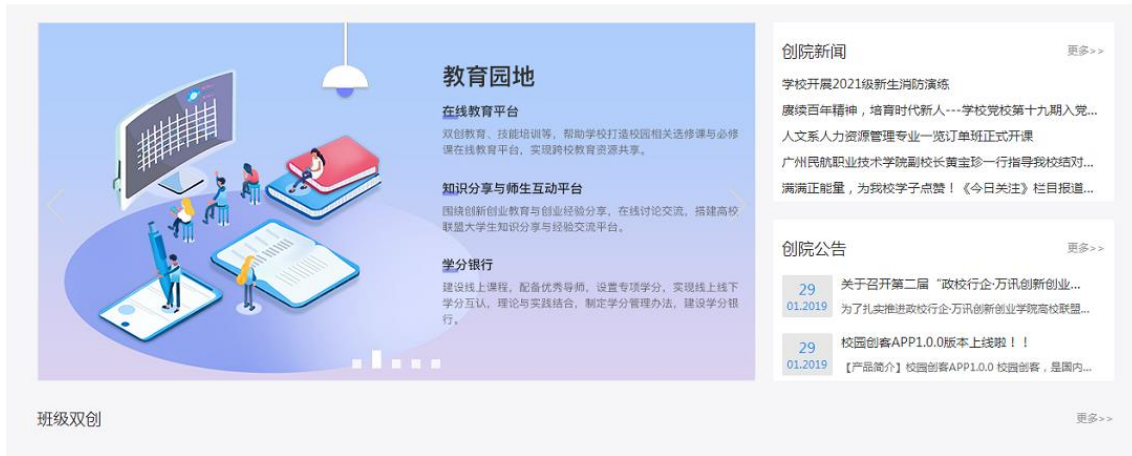 教育园地
在线教育平台
双创教育、技能培训等，帮助学校打造校园相关选修课与必修
课在线教育平台，实现跨校教育资源共享。
知识分享与师生互动平台
围绕创新创业教育与创业经验分享，在线讨论交流，搭建高校
联盟大学生知识分享与经验交流平台。
学分银行
建设线上课程，配备优秀导师，设置专项学分，实现线上线下
学分互认，理论与实践结合，制定学分管理办法，建设学分银
行。
创院新闻 更多>>
学校开展2021级新生消防演练
赓续百年精神，培育时代新人---学校党校第十九期入党...
人文系人力资源管理专业一览订单班正式开课
广州民航职业技术学院副校长黄宝珍一行指导我校结对...
满满正能量，为我校学子点赞！《今日关注》栏目报道...
创院公告 更多>>
29 关于召开第二届“政校行企·万讯创新创业...
01.2019 为了扎实推进政校行企·万讯创新创业学院高校联盟...
29 校园创客APP1.0.0版本上线啦！！
01.2019 【产品简介】校园创客APP1.0.0 校园创客，是国内...
班级双创 更多>>